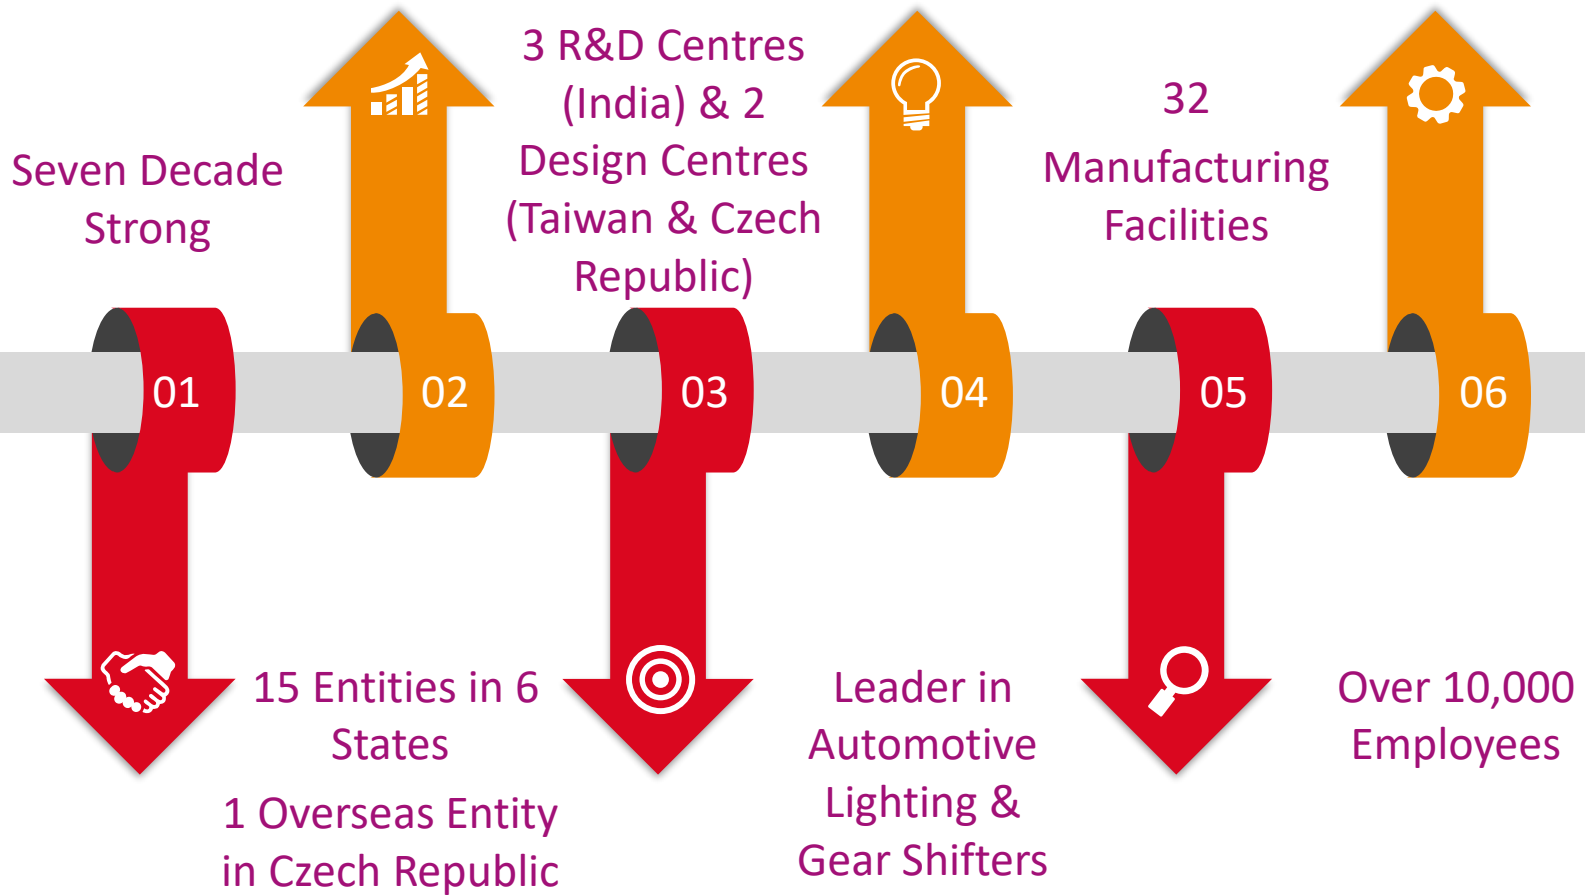 Seven Decade
Strong
01
02
15 Entities in 6
States
1 Overseas Entity
in Czech Republic
3 R&D Centres
(India) & 2
Design Centres
(Taiwan & Czech
Republic)
03
04
Leader in
Automotive
Lighting &
Gear Shifters
32
Manufacturing
Facilities
05
06
Over 10,000
Employees